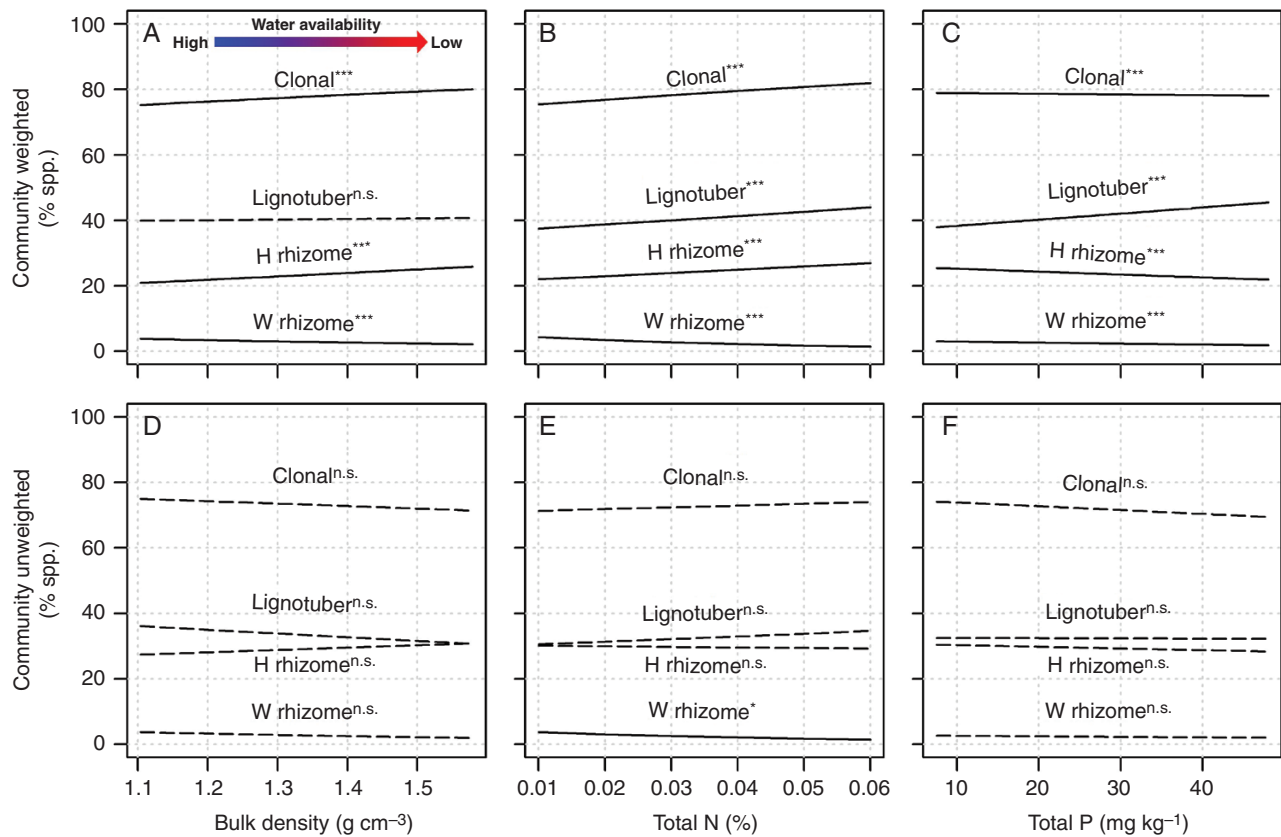 Community weighted
(% spp.)
100
80
60
40
20
0
A
Water availability
High
Low
Clonal***
Lignotuber n.s.
H rhizome***
W rhizome***
B
Clonal***
Lignotuber***
H rhizome***
W rhizome***
C
Clonal***
Lignotuber***
H rhizome***
W rhizome***
Community unweighted
(% spp.)
100
80
60
40
20
0
D
Clonal n.s.
Lignotuber n.s.
H rhizome n.s.
W rhizome n.s.
1.1 1.2 1.3 1.4 1.5
Bulk density (g cm⁻³)
E
Clonal n.s.
Lignotuber n.s.
H rhizome n.s.
W rhizome*
0.01 0.02 0.03 0.04 0.05 0.06
Total N (%)
F
Clonal n.s.
Lignotuber n.s.
H rhizome n.s.
W rhizome n.s.
10 20 30 40
Total P (mg kg⁻¹)